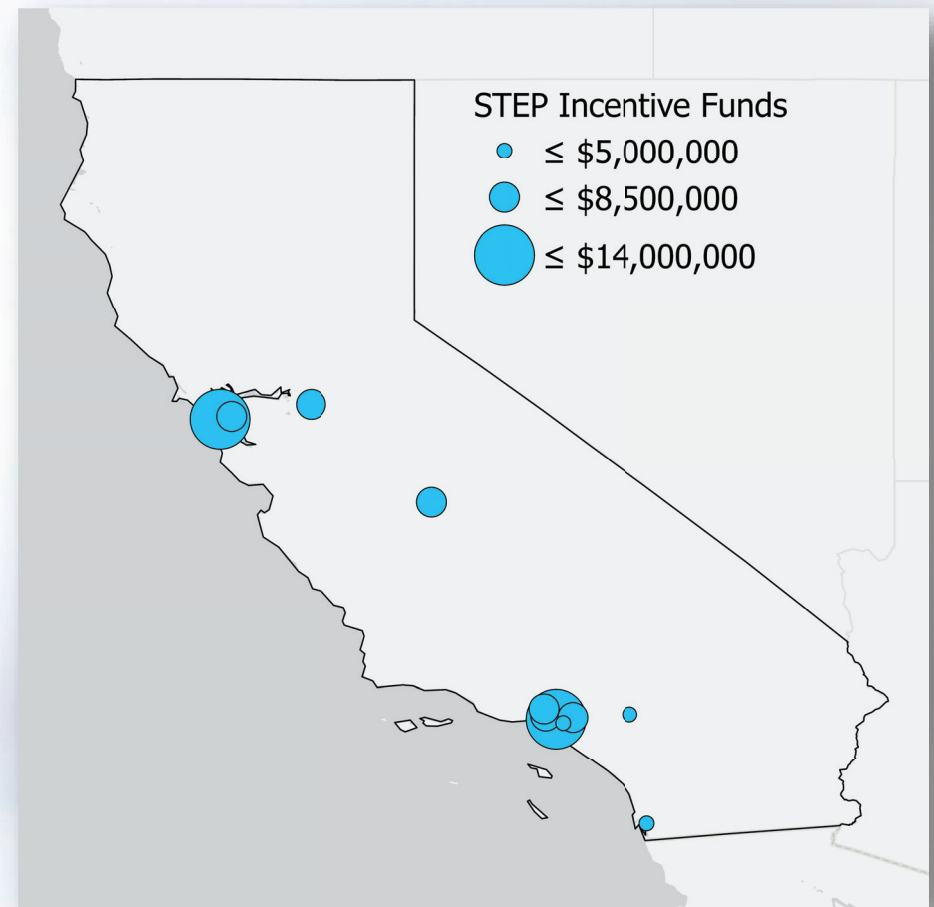 STEP Incentive Funds
≤ $5,000,000
≤ $8,500,000
≤ $14,000,000